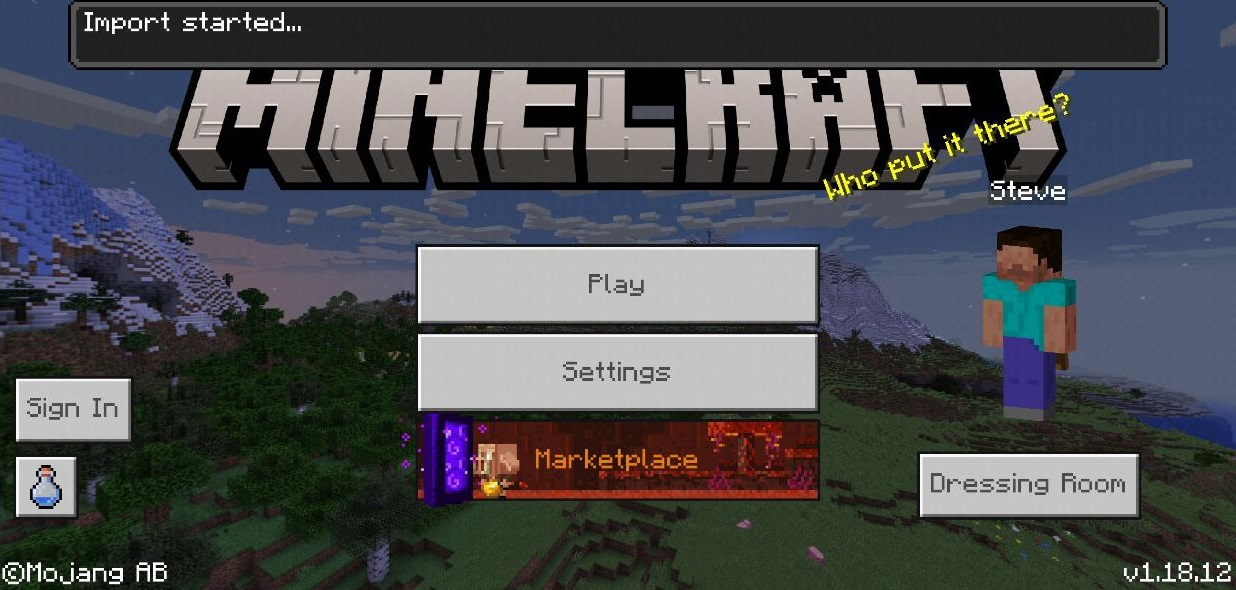 Import started...
MINECRAFT
Who put it there?
Steve
Play
Settings
Sign In
Marketplace
Dressing Room
©Mojang AB
v1.18.12